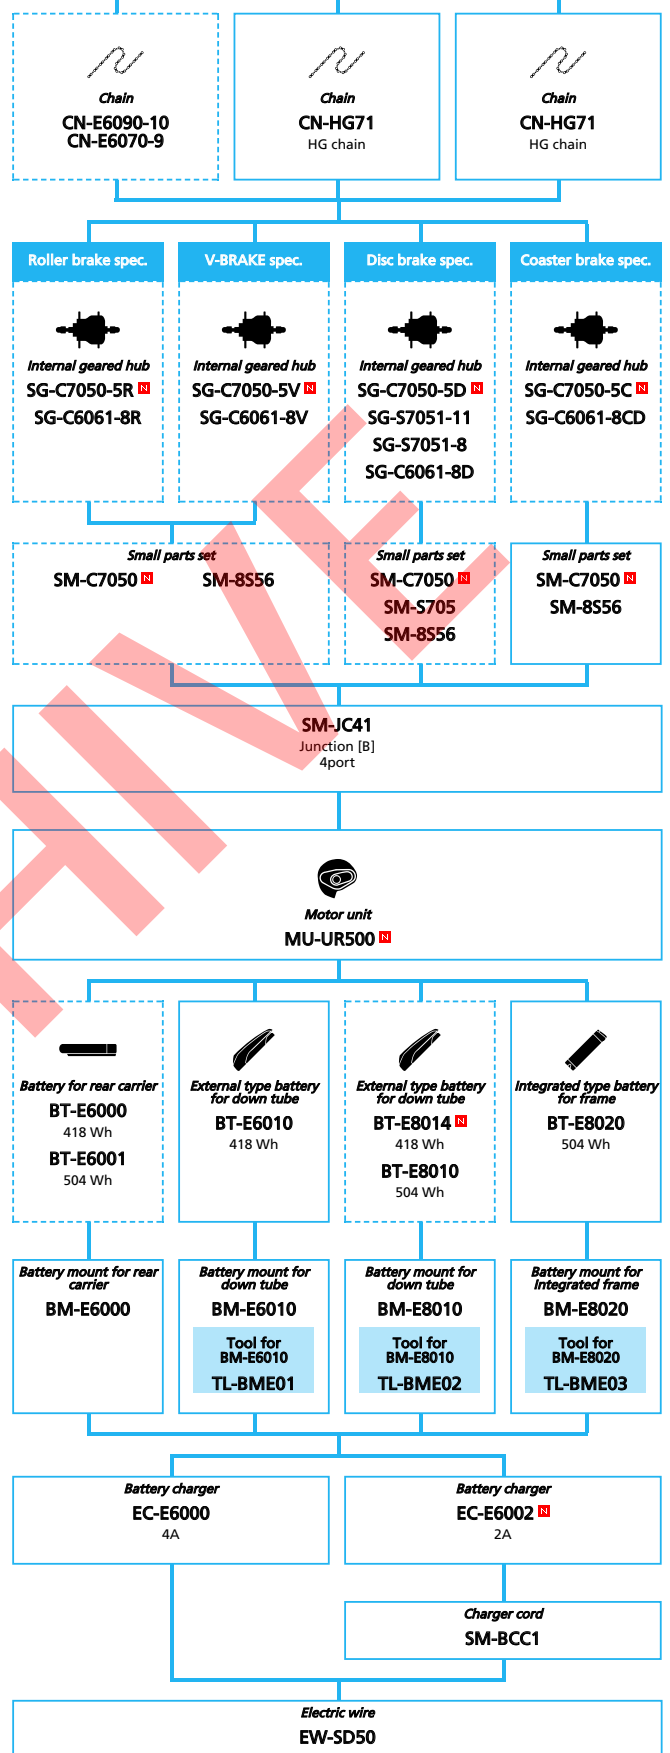 Chain
CN-E6090-10
CN-E6070-9
Chain
CN-HG71
HG chain
Chain
CN-HG71
HG chain
Roller brake spec.
Internal geared hub
SG-C7050-5R N
SG-C6061-8R
V-BRAKE spec.
Internal geared hub
SG-C7050-5V N
SG-C6061-8V
Disc brake spec.
Internal geared hub
SG-C7050-5D N
SG-S7051-11
SG-S7051-8
SG-C6061-8D
Coaster brake spec.
Internal geared hub
SG-C7050-5C N
SG-C6061-8CD
Small parts set
SM-C7050 N SM-8S56
Small parts set
SM-C7050 N
SM-S705
SM-8S56
Small parts set
SM-C7050 N
SM-8S56
SM-JC41
Junction [B]
4port
Motor unit
MU-UR500 N
Battery for rear carrier
BT-E6000
418 Wh
BT-E6001
504 Wh
External type battery
for down tube
BT-E6010
418 Wh
External type battery
for down tube
BT-E8014 N
418 Wh
BT-E8010
504 Wh
Integrated type battery
for frame
BT-E8020
504 Wh
Battery mount for rear
carrier
BM-E6000
Battery mount for
down tube
BM-E6010
Tool for
BM-E6010
TL-BME01
Battery mount for
down tube
BM-E8010
Tool for
BM-E8010
TL-BME02
Battery mount for
Integrated frame
BM-E8020
Tool for
BM-E8020
TL-BME03
Battery charger
EC-E6000
4A
Battery charger
EC-E6002 N
2A
Charger cord
SM-BCC1
Electric wire
EW-SD50
HIVE